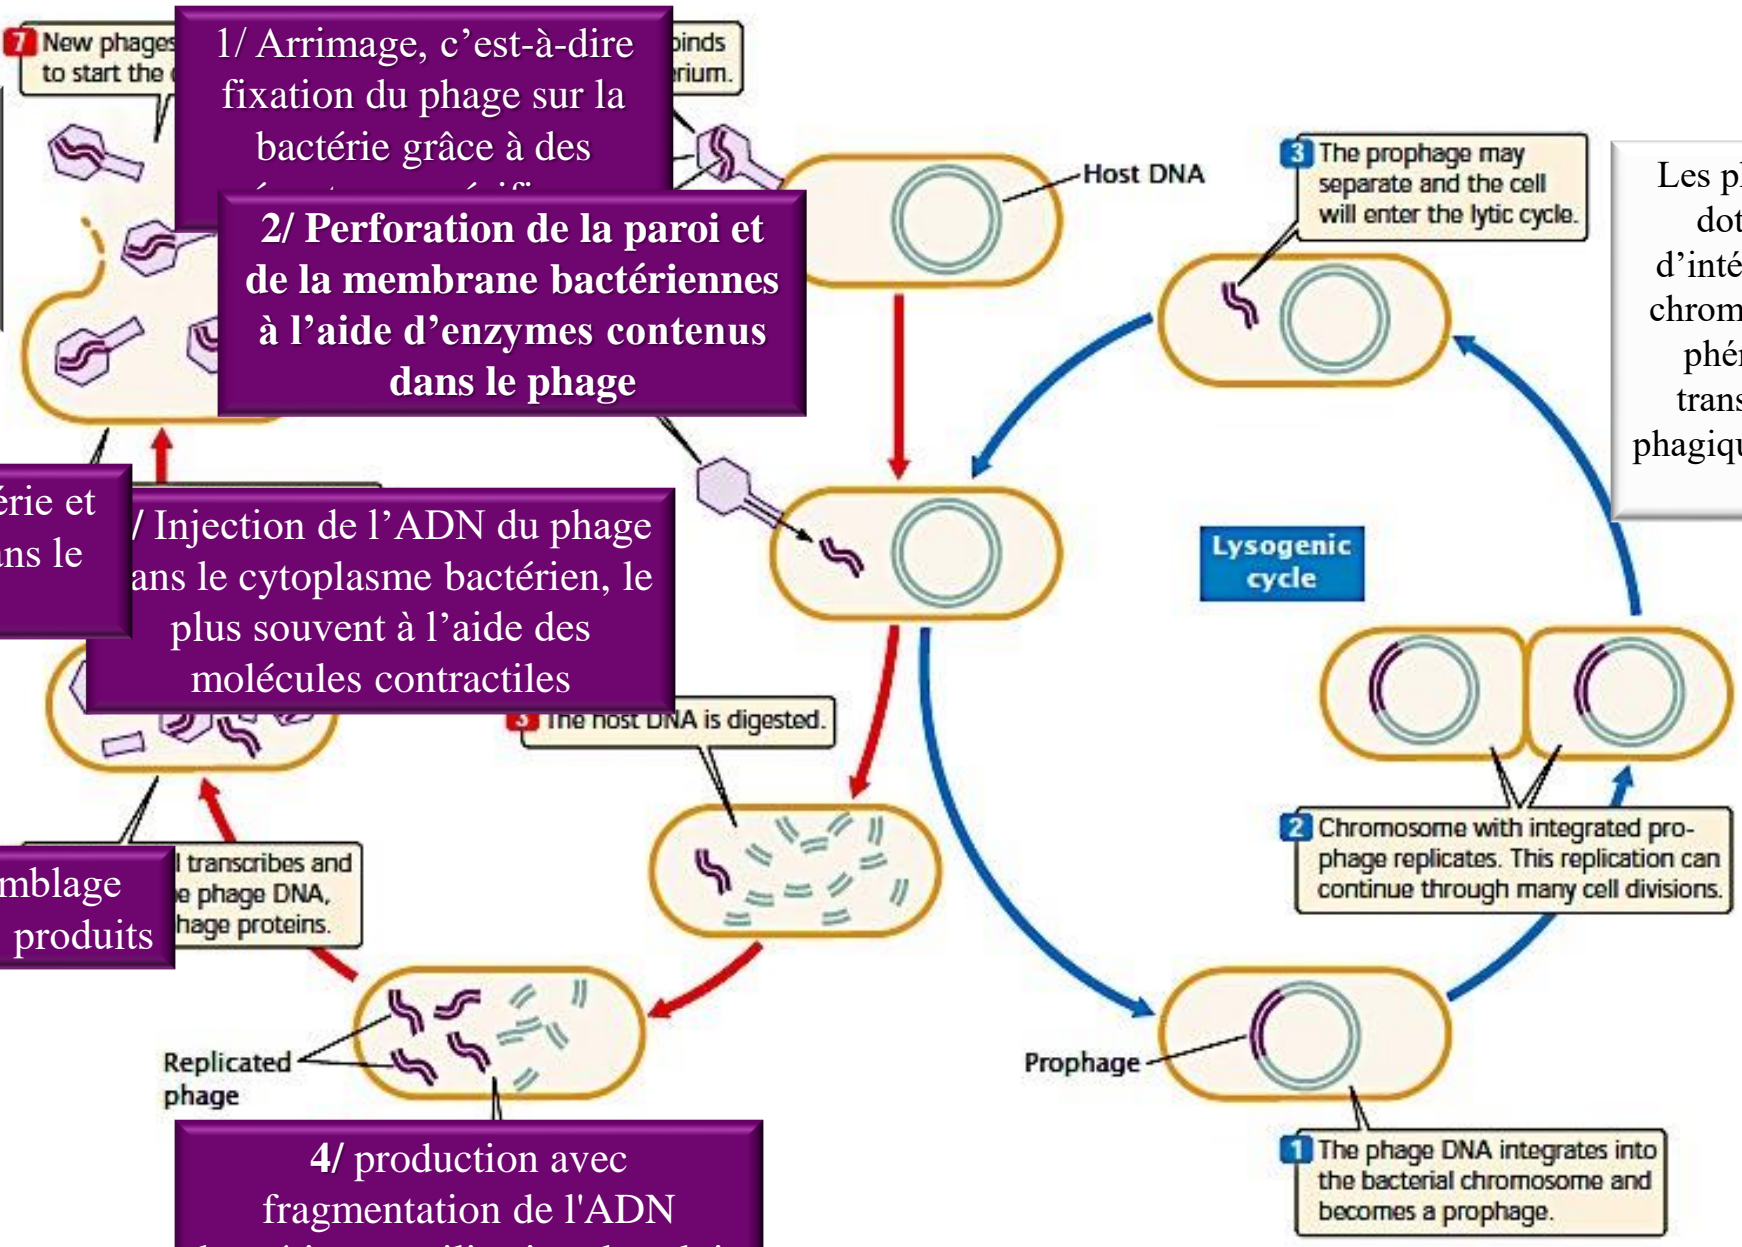 7 New phages
to start the
binds
erium.
1/ Arrimage, c’est-à-dire
fixation du phage sur la
bactérie grâce à des
2/ Perforation de la paroi et
de la membrane bactériennes
à l’aide d’enzymes contenus
dans le phage
Host DNA
3 The prophage may
separate and the cell
will enter the lytic cycle.
Les p
dot
d’inté
chrom
phér
trans
phagiqu
érie et
ans le
/ Injection de l’ADN du phage
ans le cytoplasme bactérien, le
plus souvent à l’aide des
molécules contractiles
Lysogenic
cycle
3 The host DNA is digested.
2 Chromosome with integrated pro-
phage replicates. This replication can
continue through many cell divisions.
l transcribes and
e phage DNA,
hage proteins.
mblage
produits
Replicated
phage
Prophage
4/ production avec
fragmentation de l'ADN
1 The phage DNA integrates into
the bacterial chromosome and
becomes a prophage.